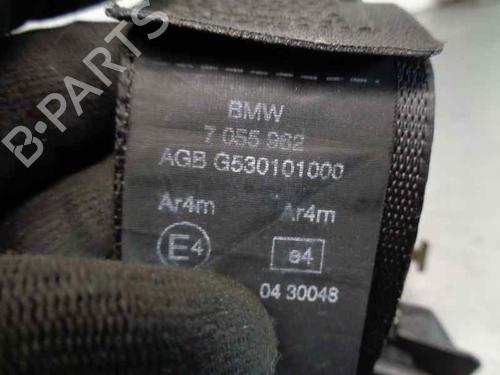 B-PARTS
BMW
7 055 962
AGB G530101000
Ar4m Ar4m
E4 e4
04 30048